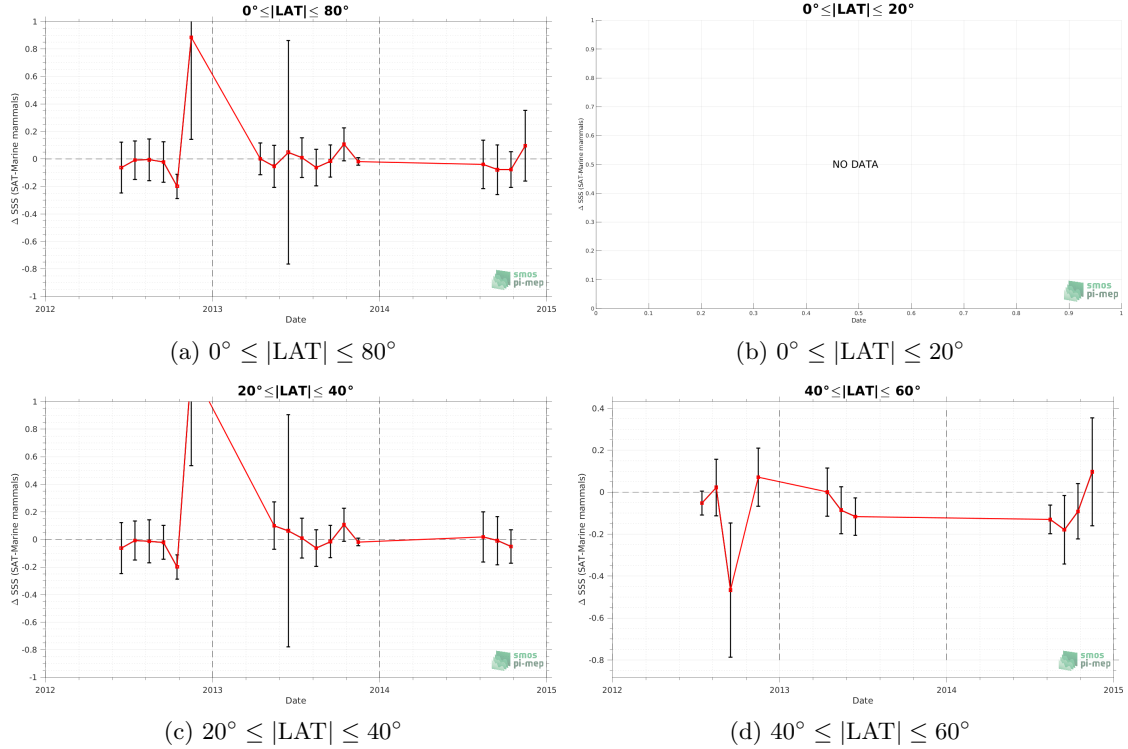 0°≤|LAT|≤ 80°
1
0.8
0.6
0.4
0.2
0
-0.2
-0.4
-0.6
-0.8
-1
Δ SSS (SAT-Marine mammals)
2012
2013
2014
2015
Date
smos
pi-mep
(a) 0° ≤ |LAT| ≤ 80°
0°≤|LAT|≤ 20°
1
0.9
0.8
0.7
0.6
0.5
0.4
0.3
0.2
0.1
0
Δ SSS (SAT-Marine mammals)
NO DATA
0
0.1
0.2
0.3
0.4
0.5
0.6
0.7
0.8
0.9
1
Date
smos
pi-mep
(b) 0° ≤ |LAT| ≤ 20°
20°≤|LAT|≤ 40°
1
0.8
0.6
0.4
0.2
0
-0.2
-0.4
-0.6
-0.8
-1
Δ SSS (SAT-Marine mammals)
2012
2013
2014
2015
Date
smos
pi-mep
(c) 20° ≤ |LAT| ≤ 40°
40°≤|LAT|≤ 60°
0.4
0.2
0
-0.2
-0.4
-0.6
-0.8
Δ SSS (SAT-Marine mammals)
2012
2013
2014
2015
Date
smos
pi-mep
(d) 40° ≤ |LAT| ≤ 60°